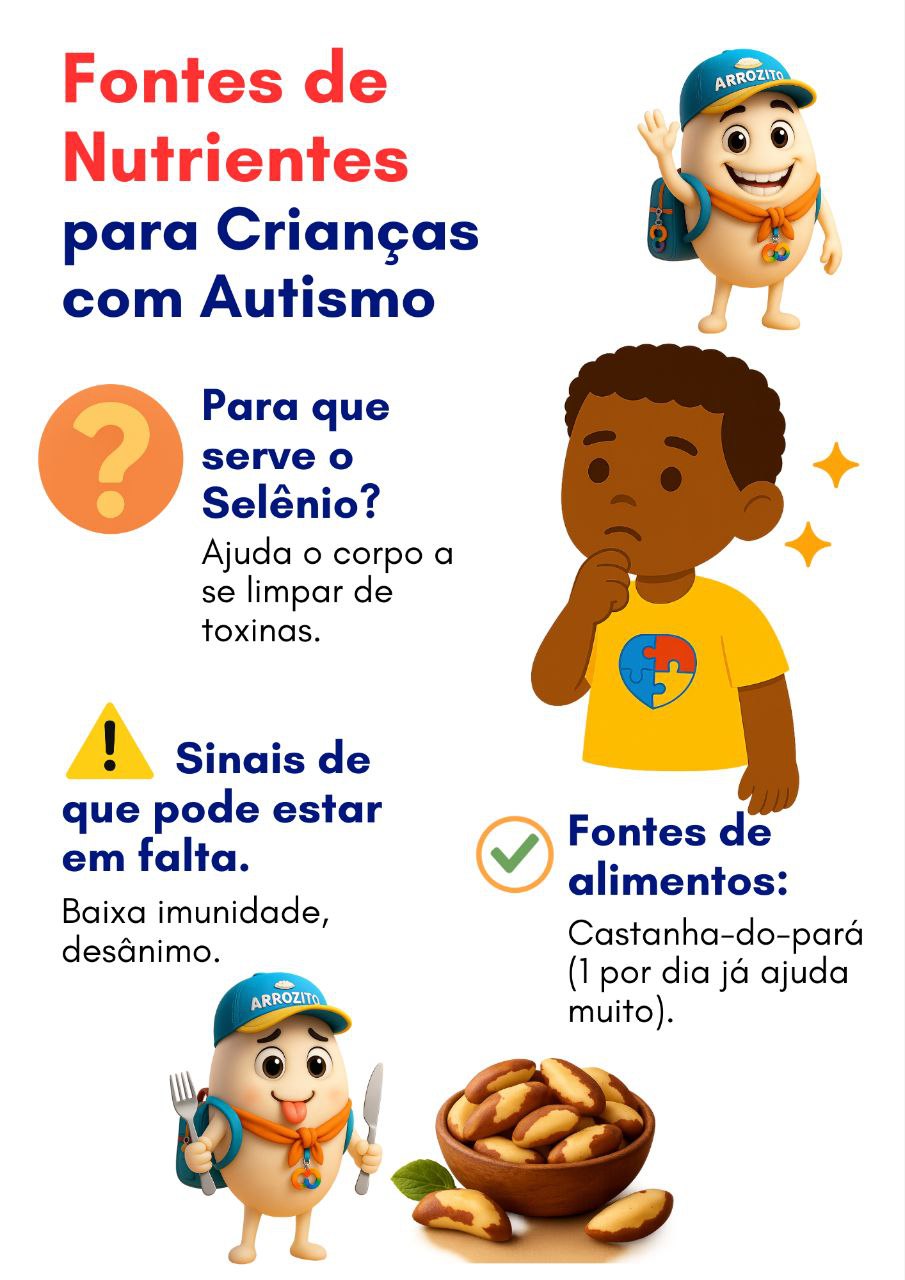 Fontes de
Nutrientes
para Crianças
com Autismo
ARROZITO
Para que
serve o
Selênio?
Ajuda o corpo a
se limpar de
toxinas.
Sinais de
que pode estar
em falta.
Baixa imunidade,
desânimo.
Fontes de
alimentos:
Castanha-do-pará
(1 por dia já ajuda
muito).
ARROZITO